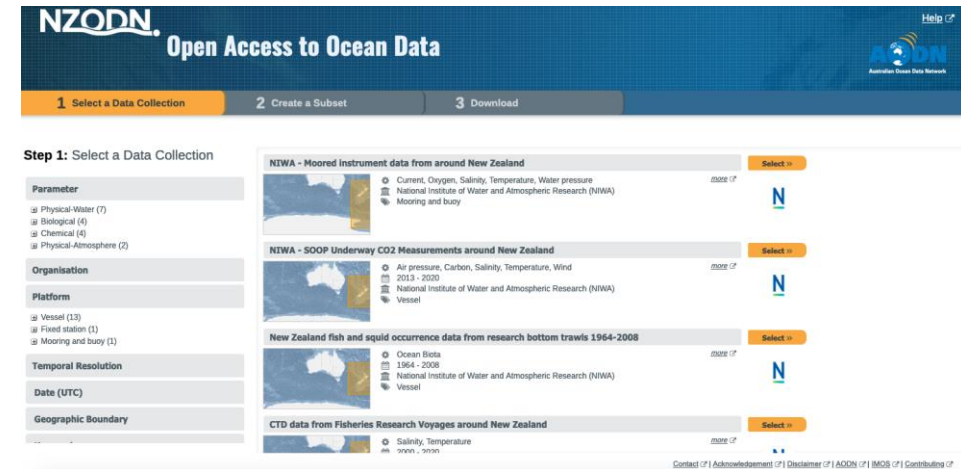 NZODN.
Open Access to Ocean Data
Help
AODN
Australian Ocean Data Network
1 Select a Data Collection
2 Create a Subset
3 Download
Step 1: Select a Data Collection
Parameter
Physical-Water (7)
Biological (4)
Chemical (4)
Physical-Atmosphere (2)
Organisation
Platform
Vessel (13)
Fixed station (1)
Mooring and buoy (1)
Temporal Resolution
Date (UTC)
Geographic Boundary
NIWA - Moored instrument data from around New Zealand
Select »
Current, Oxygen, Salinity, Temperature, Water pressure
more
National Institute of Water and Atmospheric Research (NIWA)
Mooring and buoy
N
NIWA - SOOP Underway CO2 Measurements around New Zealand
Select »
Air pressure, Carbon, Salinity, Temperature, Wind
more
2013 - 2020
National Institute of Water and Atmospheric Research (NIWA)
Vessel
N
New Zealand fish and squid occurrence data from research bottom trawls 1964-2008
Select »
Ocean Biota
more
1964 - 2008
National Institute of Water and Atmospheric Research (NIWA)
Vessel
N
CTD data from Fisheries Research Voyages around New Zealand
Select »
Salinity, Temperature
more
2000 - 2020
Contact | Acknowledgement | Disclaimer | AODN | IMOS | Contributing